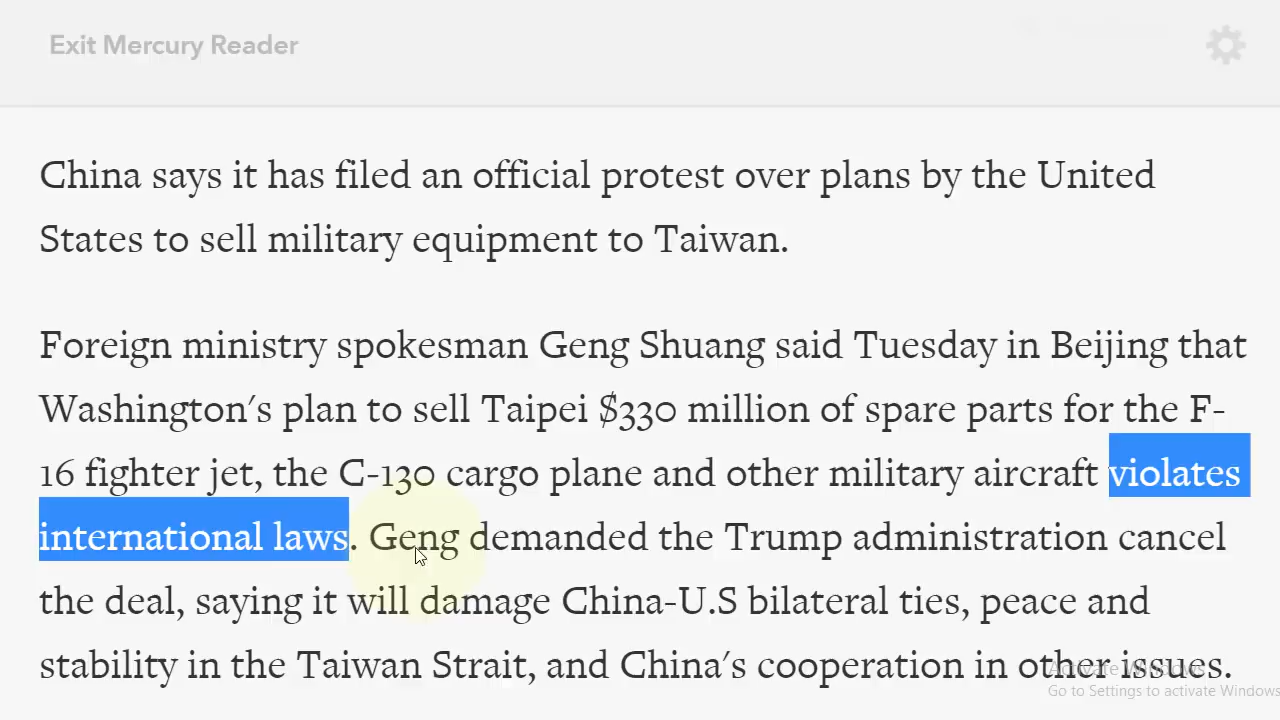 Exit Mercury Reader
China says it has filed an official protest over plans by the United
States to sell military equipment to Taiwan.
Foreign ministry spokesman Geng Shuang said Tuesday in Beijing that
Washington's plan to sell Taipei $330 million of spare parts for the F-
16 fighter jet, the C-130 cargo plane and other military aircraft violates
international laws. Geng demanded the Trump administration cancel
the deal, saying it will damage China-U.S bilateral ties, peace and
stability in the Taiwan Strait, and China's cooperation in other issues.
Activate Windows
Go to Settings to activate Windows